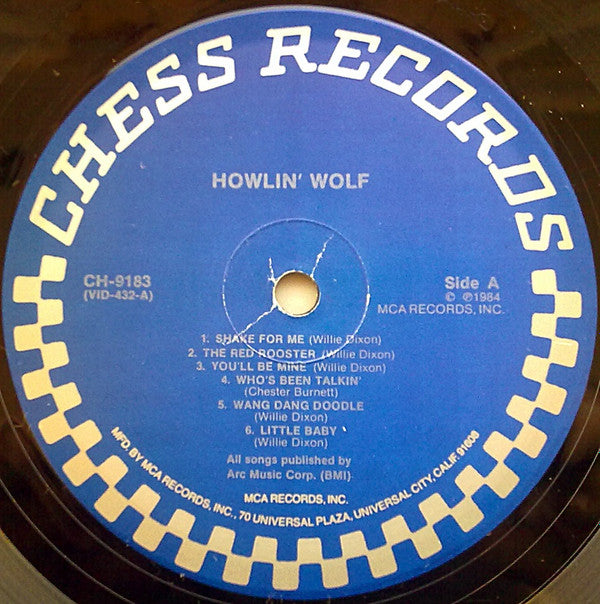 CHESS RECORDS
HOWLIN' WOLF
CH-9183
(VID-432-A)
Side A
© ℗1984
MCA RECORDS, INC.
1: SHAKE FOR ME (Willie Dixon)
2: THE RED ROOSTER (Willie Dixon)
3: YOU'LL BE MINE (Willie Dixon)
4: WHO'S BEEN TALKIN'
(Chester Burnett)
5: WANG DANG DOODLE
(Willie Dixon)
6: LITTLE BABY
(Willie Dixon)
All songs published by
Arc Music Corp. (BMI)
MCA RECORDS, INC.
MFD. BY MCA RECORDS, INC., 70 UNIVERSAL PLAZA, UNIVERSAL CITY, CALIF. 91608